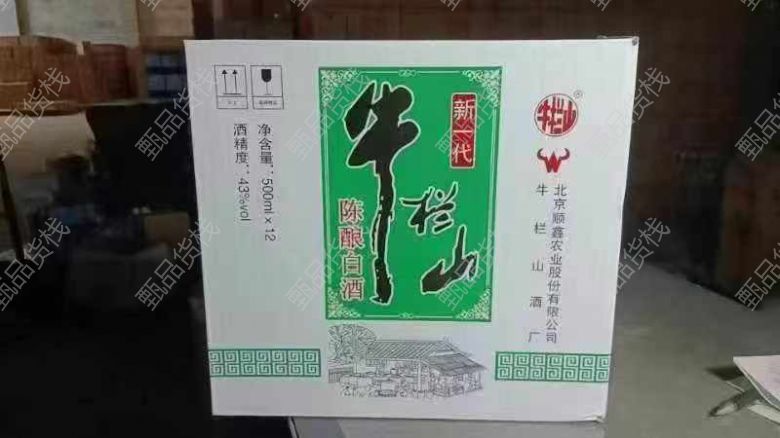 酒精度：43%vol
净含量：500ml×12
新一代
牛栏山
陈酿白酒
牛栏山
北京顺鑫农业股份有限公司
牛栏山酒厂
甄品货栈